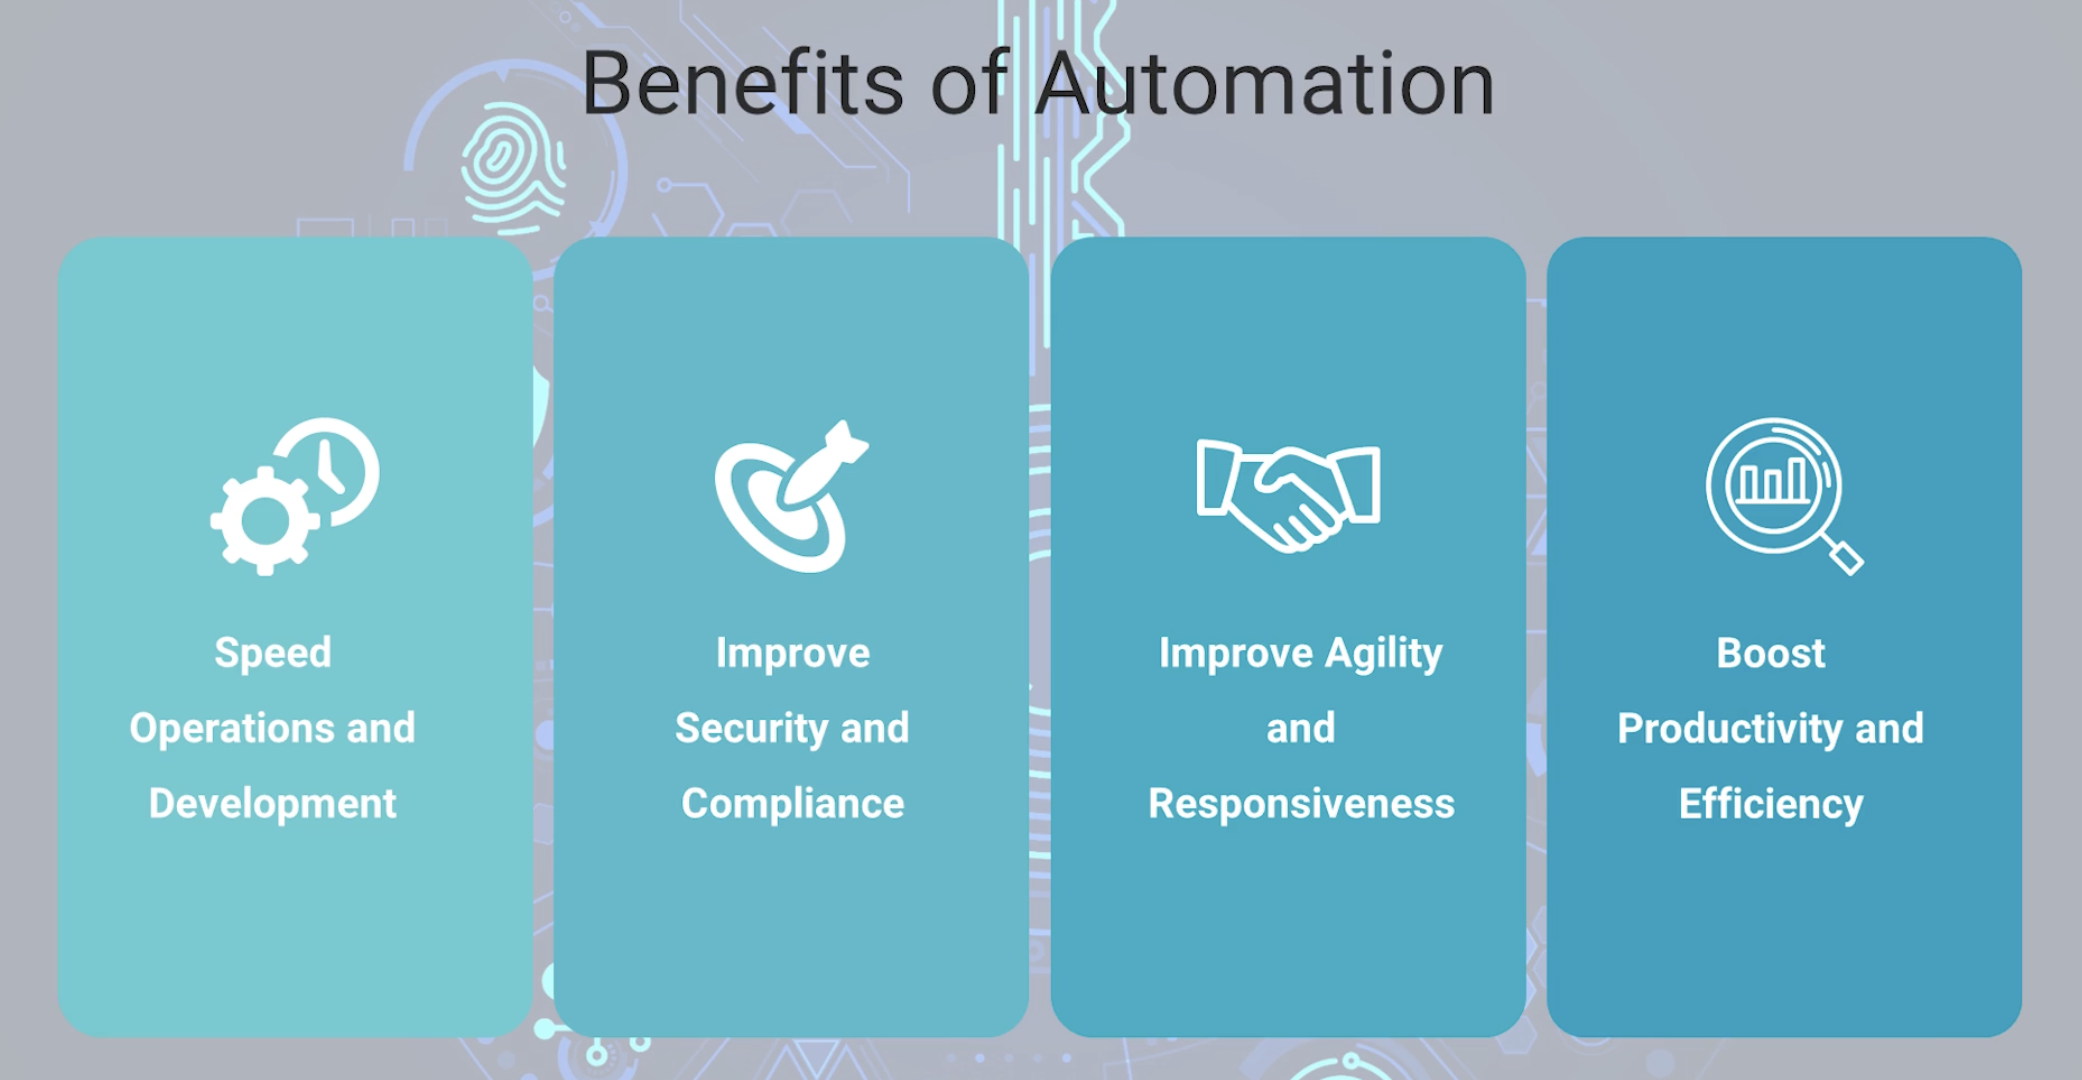 Benefits of Automation
Speed
Operations and
Development
Improve
Security and
Compliance
Improve Agility
and
Responsiveness
Boost
Productivity and
Efficiency